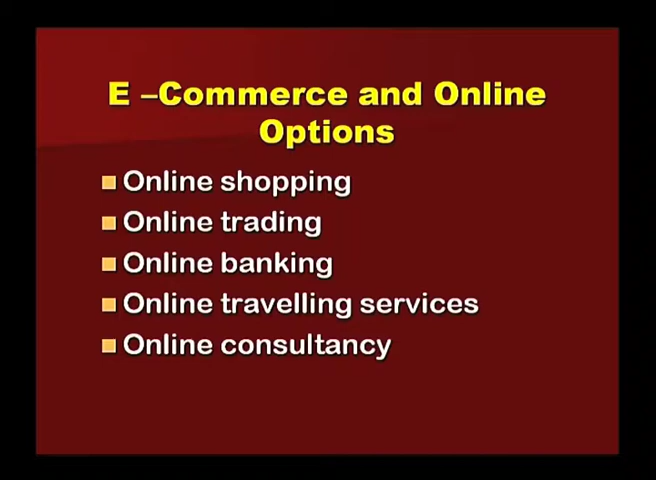 E –Commerce and Online
Options
Online shopping
Online trading
Online banking
Online travelling services
Online consultancy